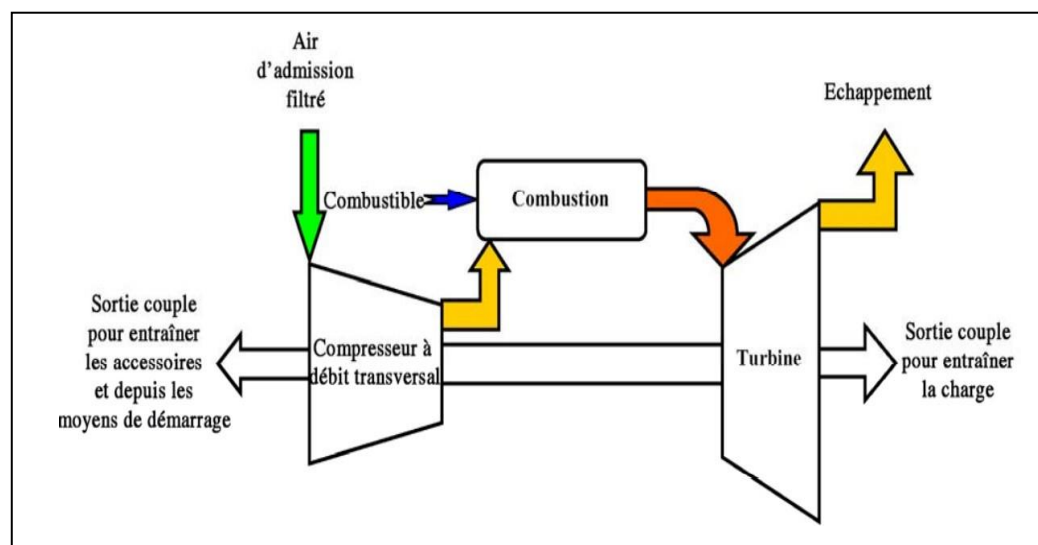 Air
d'admission
filtré
Echappement
Combustible
Combustion
Sortie couple
pour entraîner
les accessoires
et depuis les
moyens de démarrage
Compresseur à
débit transversal
Turbine
Sortie couple
pour entraîner
la charge